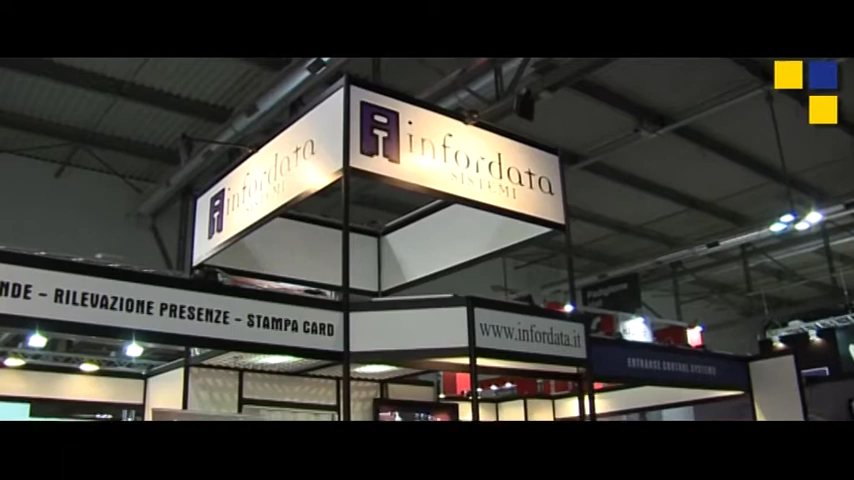 infordata
SISTEMI
infordata
SISTEMI
NDE - RILEVAZIONE PRESENZE - STAMPA CARD
www.infordata.it
ENTRANCE CONTROL SYSTEMS